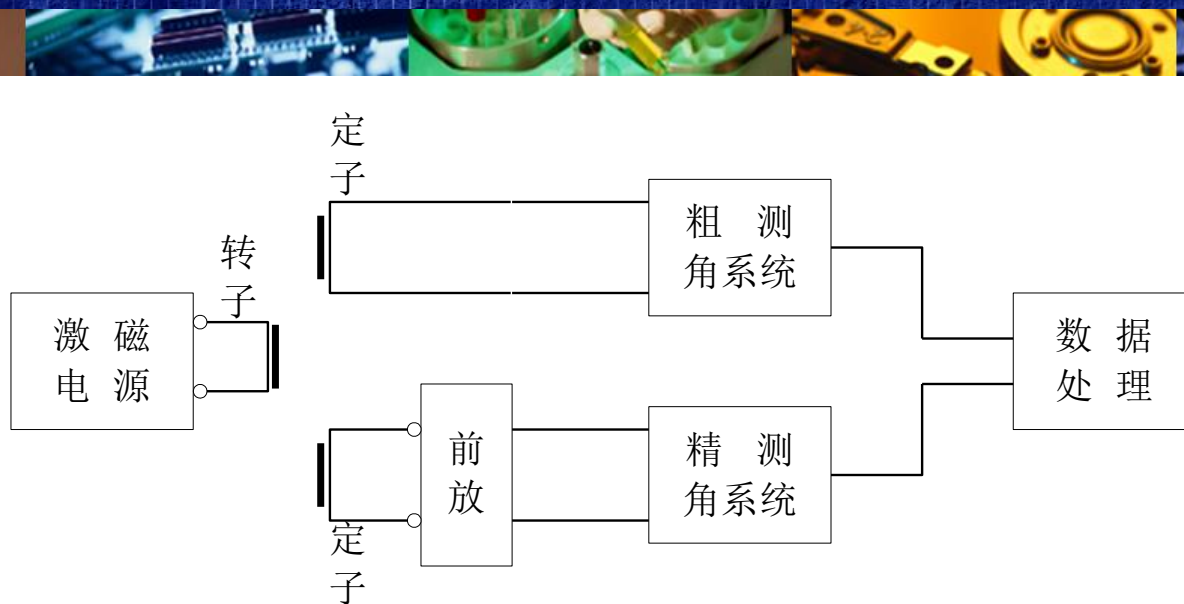 定
子
粗 测
角系统
转
子
激 磁
电 源
数 据
处 理
前
放
精 测
角系统
定
子